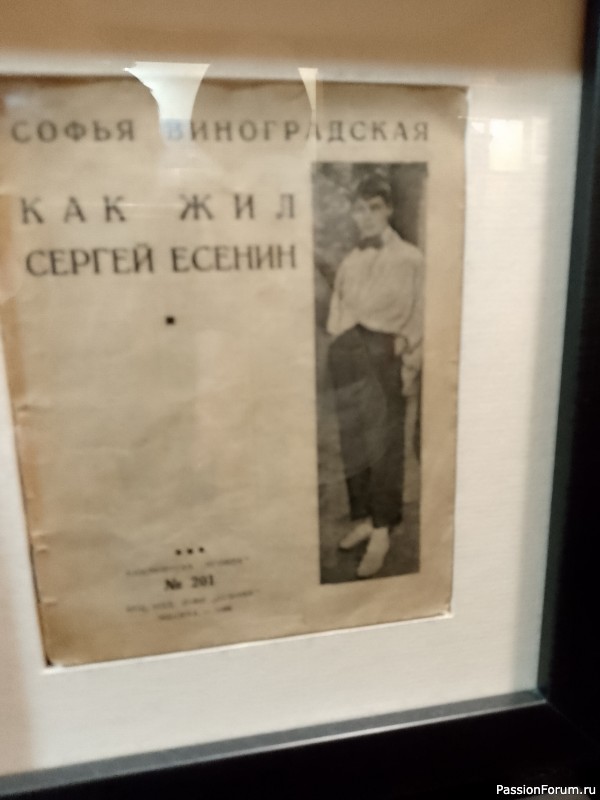 СОФЬЯ ВИНОГРАДСКАЯ
КАК ЖИЛ
СЕРГЕЙ ЕСЕНИН
№ 201
PassionForum.ru